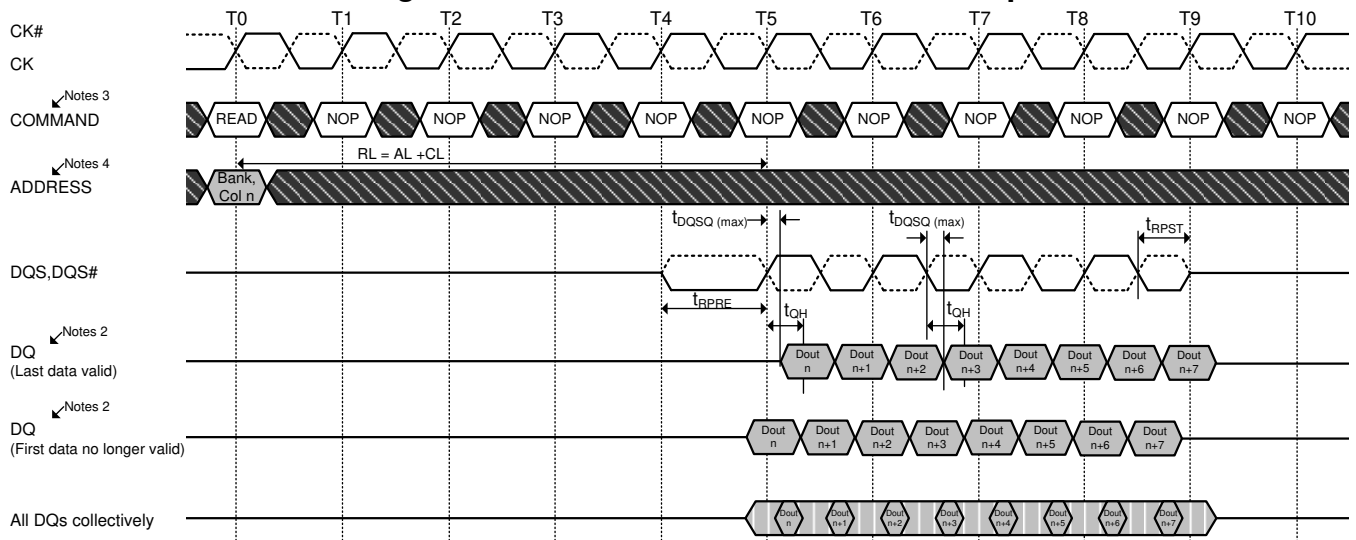 T0 T1 T2 T3 T4 T5 T6 T7 T8 T9 T10
CK#
CK
Notes 3
COMMAND
READ NOP NOP NOP NOP NOP NOP NOP NOP NOP NOP
Notes 4
RL = AL +CL
ADDRESS
Bank,
Col n
tDQSQ (max) tDQSQ (max) tRPST
DQS,DQS#
tRPRE tQH tQH
Notes 2
DQ
(Last data valid)
Dout n Dout n+1 Dout n+2 Dout n+3 Dout n+4 Dout n+5 Dout n+6 Dout n+7
Notes 2
DQ
(First data no longer valid)
Dout n Dout n+1 Dout n+2 Dout n+3 Dout n+4 Dout n+5 Dout n+6 Dout n+7
All DQs collectively
Dout n Dout n+1 Dout n+2 Dout n+3 Dout n+4 Dout n+5 Dout n+6 Dout n+7